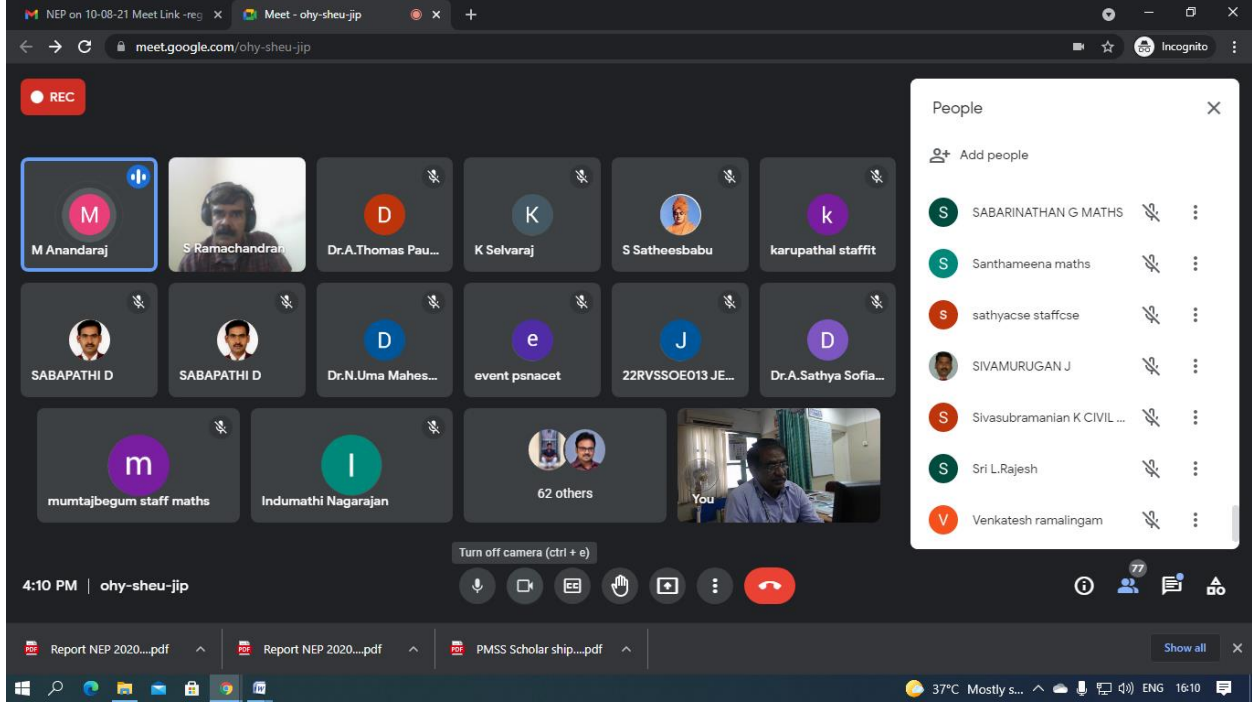 NEP on 10-08-21 Meet Link -reg
Meet - ohy-sheu-jip
meet.google.com/ohy-sheu-jip
Incognito
REC
M
M Anandaraj
S Ramachandran
D
Dr.A.Thomas Pau...
K
K Selvaraj
S Satheesbabu
k
karupathal staffit
SABAPATHI D
SABAPATHI D
D
Dr.N.Uma Mahes...
e
event psnacet
J
22RVSSOE013 JE...
D
Dr.A.Sathya Sofia...
m
mumtajbegum staff maths
I
Indumathi Nagarajan
62 others
You
People
Add people
S
SABARINATHAN G MATHS
S
Santhameena maths
s
sathyacse staffcse
SIVAMURUGAN J
S
Sivasubramanian K CIVIL ...
S
Sri L.Rajesh
V
Venkatesh ramalingam
Turn off camera (ctrl + e)
4:10 PM | ohy-sheu-jip
CC
77
PDF
Report NEP 2020....pdf
PDF
Report NEP 2020....pdf
PDF
PMSS Scholar ship....pdf
Show all
37°C Mostly s...
ENG
16:10